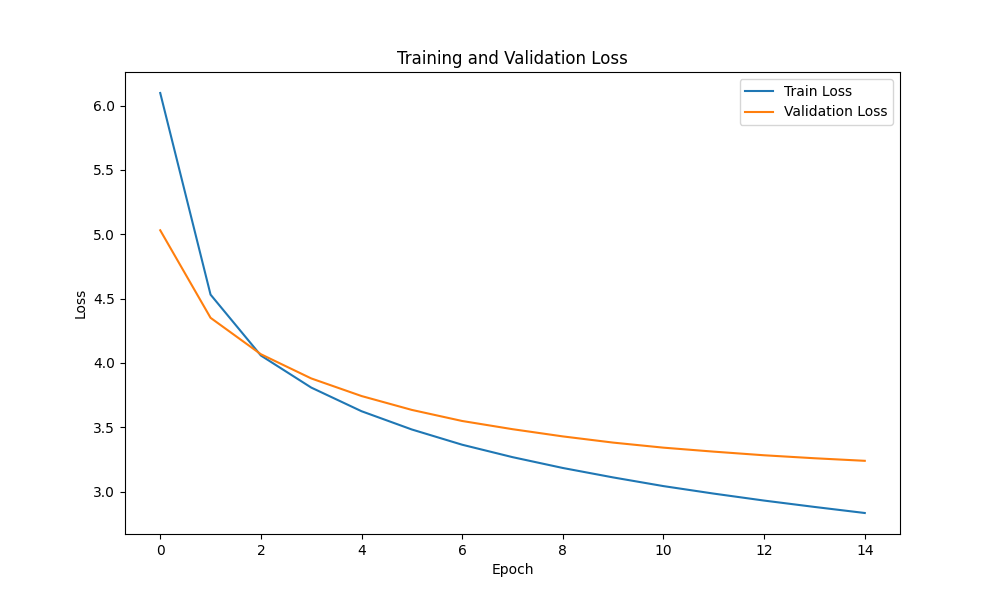 Training and Validation Loss
Train Loss
Validation Loss
6.0
5.5
5.0
4.5
4.0
3.5
3.0
Loss
0 2 4 6 8 10 12 14
Epoch